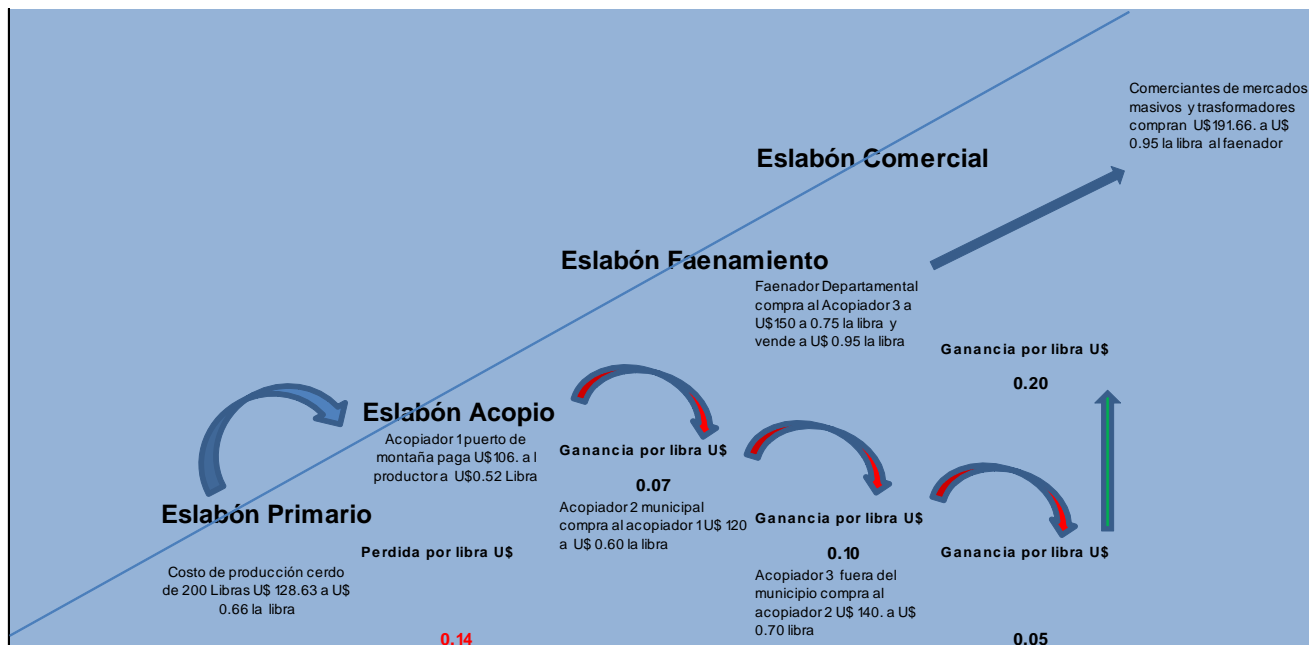 Comerciantes de mercados
masivos y trasformadores
compran U$191.66. a U$
0.95 la libra al faenador
Eslabón Comercial
Eslabón Faenamiento
Faenador Departamental
compra al Acopiador 3 a
U$150 a 0.75 la libra y
vende a U$ 0.95 la libra
Ganancia por libra U$
0.20
Eslabón Acopio
Acopiador 1 puerto de
montaña paga U$106. a l
productor a U$0.52 Libra
Ganancia por libra U$
0.07
Acopiador 2 municipal
compra al acopiador 1 U$ 120
a U$ 0.60 la libra
Ganancia por libra U$
0.10
Acopiador 3 fuera del
municipio compra al
acopiador 2 U$ 140. a U$
0.70 libra
Ganancia por libra U$
0.05
Eslabón Primario
Costo de producción cerdo
de 200 Libras U$ 128.63 a U$
0.66 la libra
Perdida por libra U$
0.14